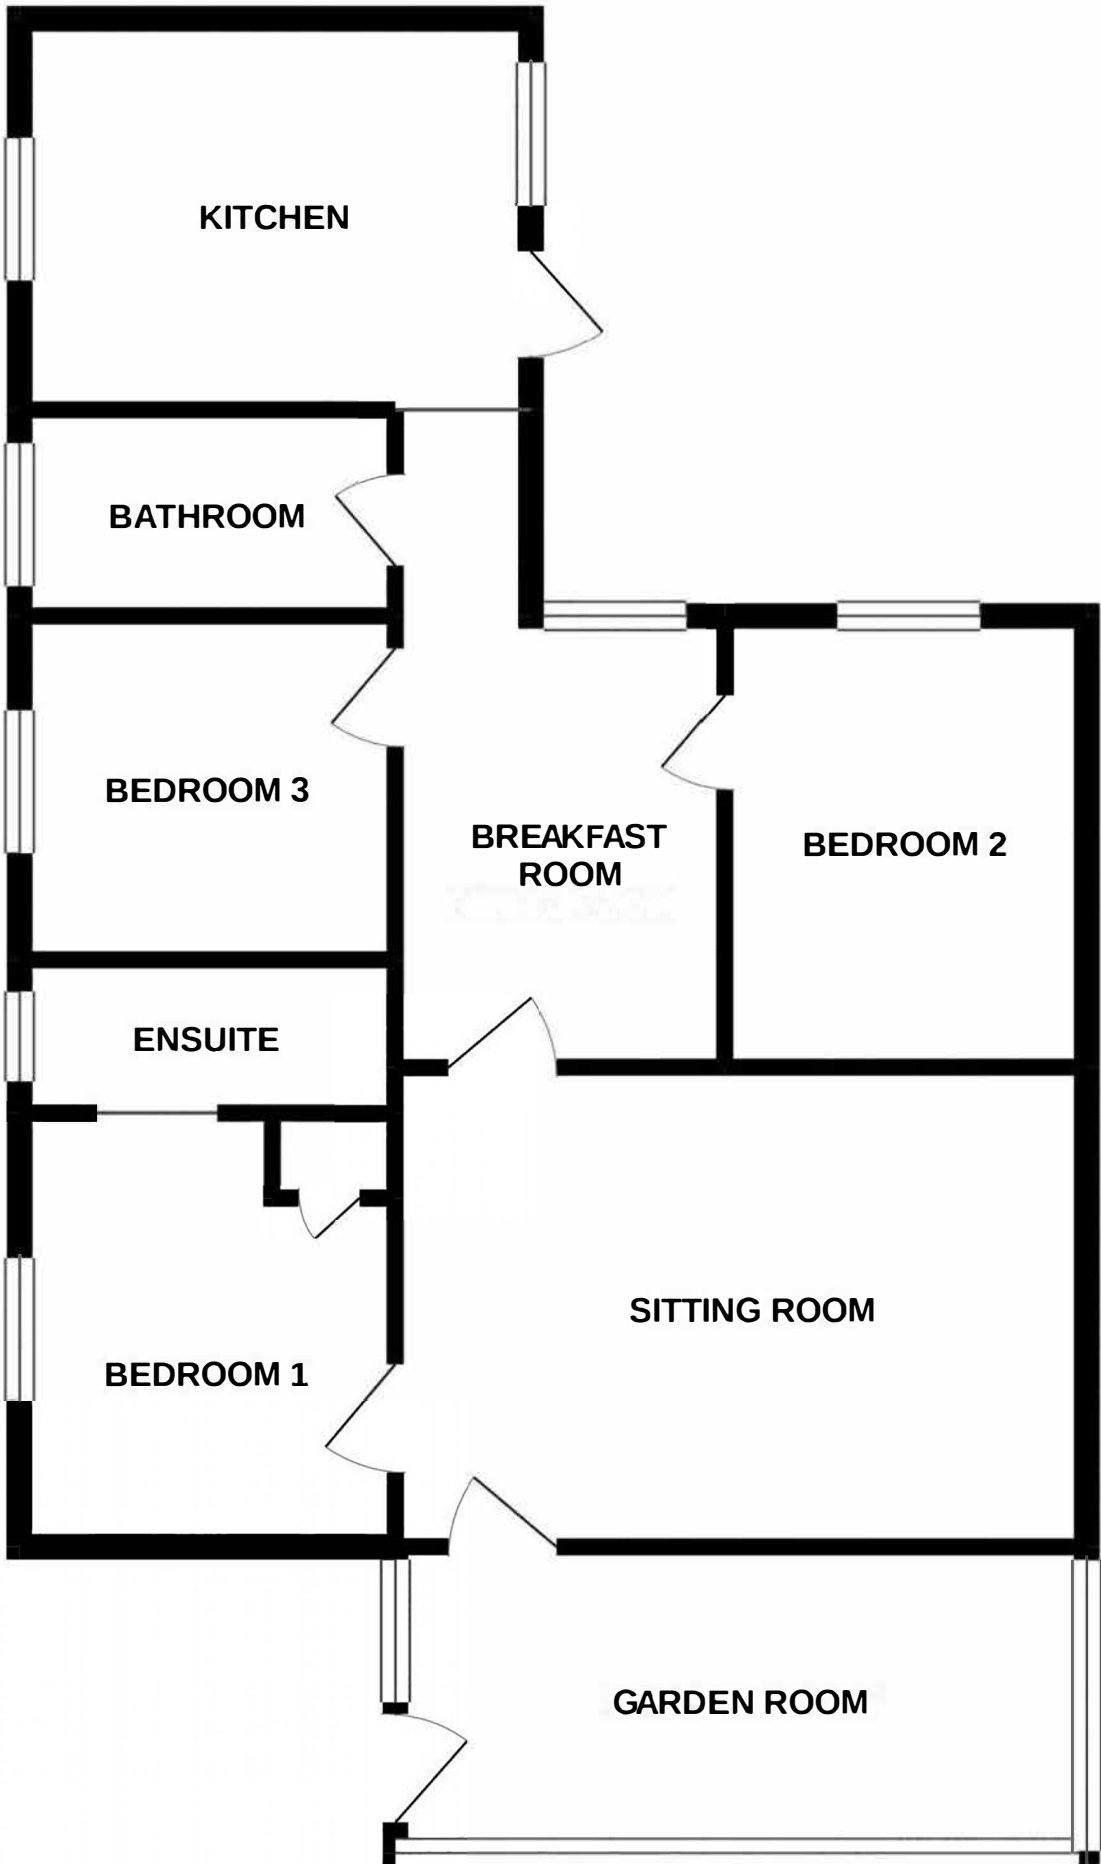 KITCHEN
BATHROOM
BEDROOM 3
BREAKFAST
ROOM
BEDROOM 2
ENSUITE
SITTING ROOM
BEDROOM 1
GARDEN ROOM